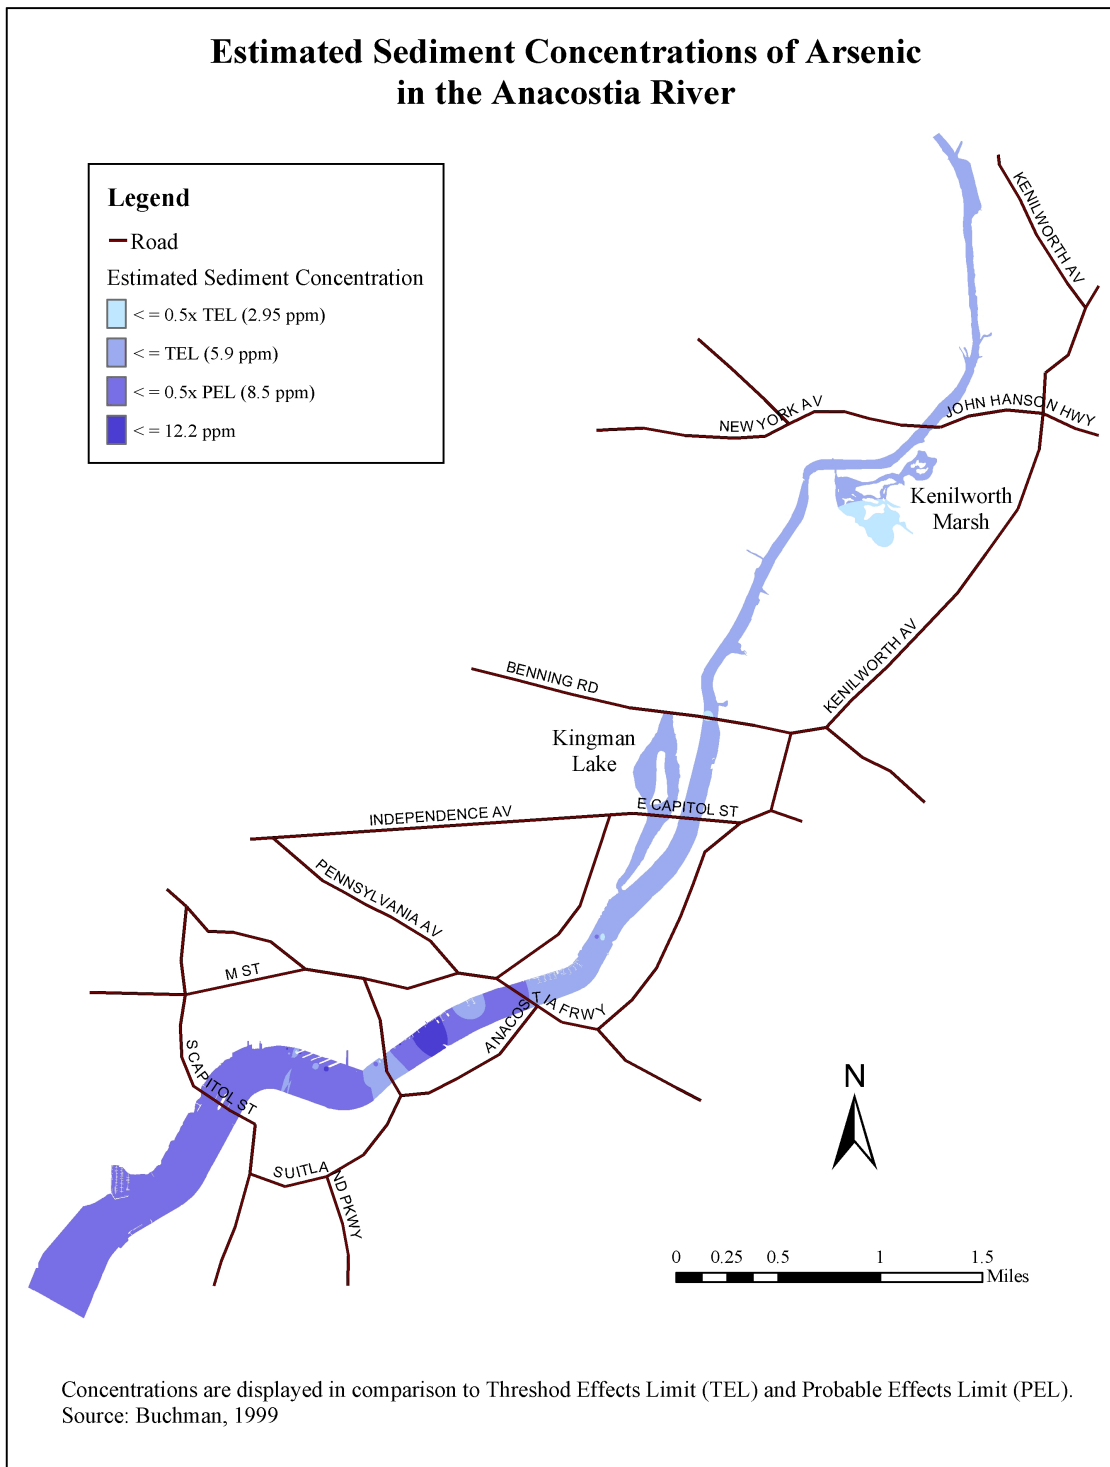 Estimated Sediment Concentrations of Arsenic
in the Anacostia River
Legend
Road
Estimated Sediment Concentration
< = 0.5x TEL (2.95 ppm)
< = TEL (5.9 ppm)
< = 0.5x PEL (8.5 ppm)
< = 12.2 ppm
KENILWORTH AV
NEW YORK AV
JOHN HANSON HWY
Kenilworth
Marsh
KENILWORTH AV
BENNING RD
Kingman
Lake
E CAPITOL ST
INDEPENDENCE AV
PENNSYLVANIA AV
M ST
ANACOSTIA FRWY
S CAPITOL ST
SUITLAND PKWY
N
0 0.25 0.5 1 1.5
Miles
Concentrations are displayed in comparison to Threshod Effects Limit (TEL) and Probable Effects Limit (PEL).
Source: Buchman, 1999